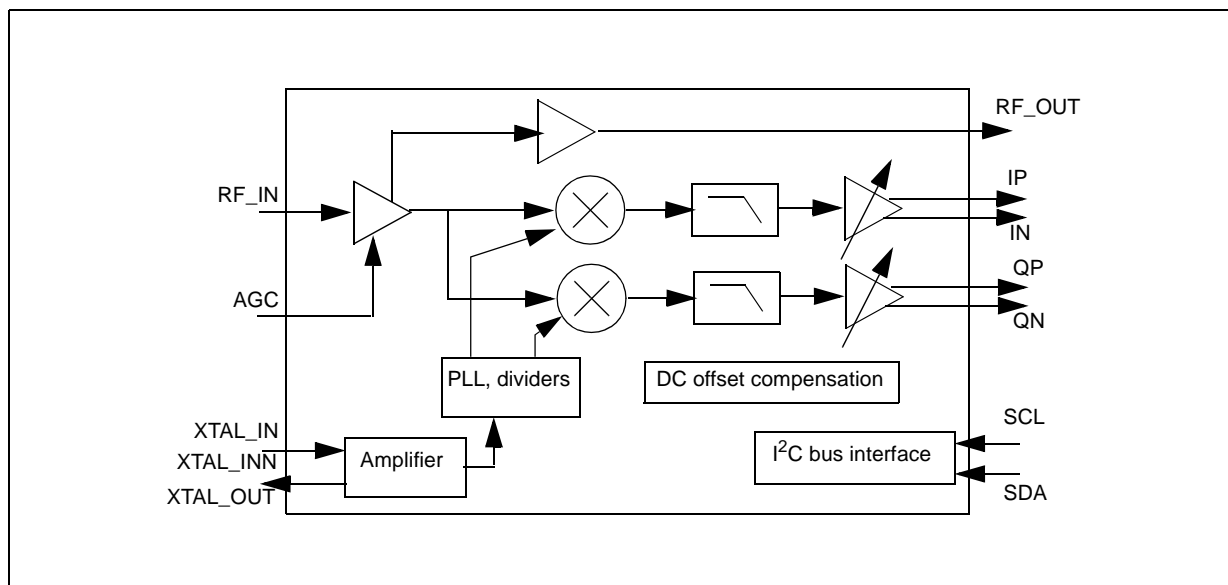 RF_OUT
RF_IN
IP
IN
AGC
QP
QN
PLL, dividers
DC offset compensation
XTAL_IN
XTAL_INN
XTAL_OUT
Amplifier
I²C bus interface
SCL
SDA